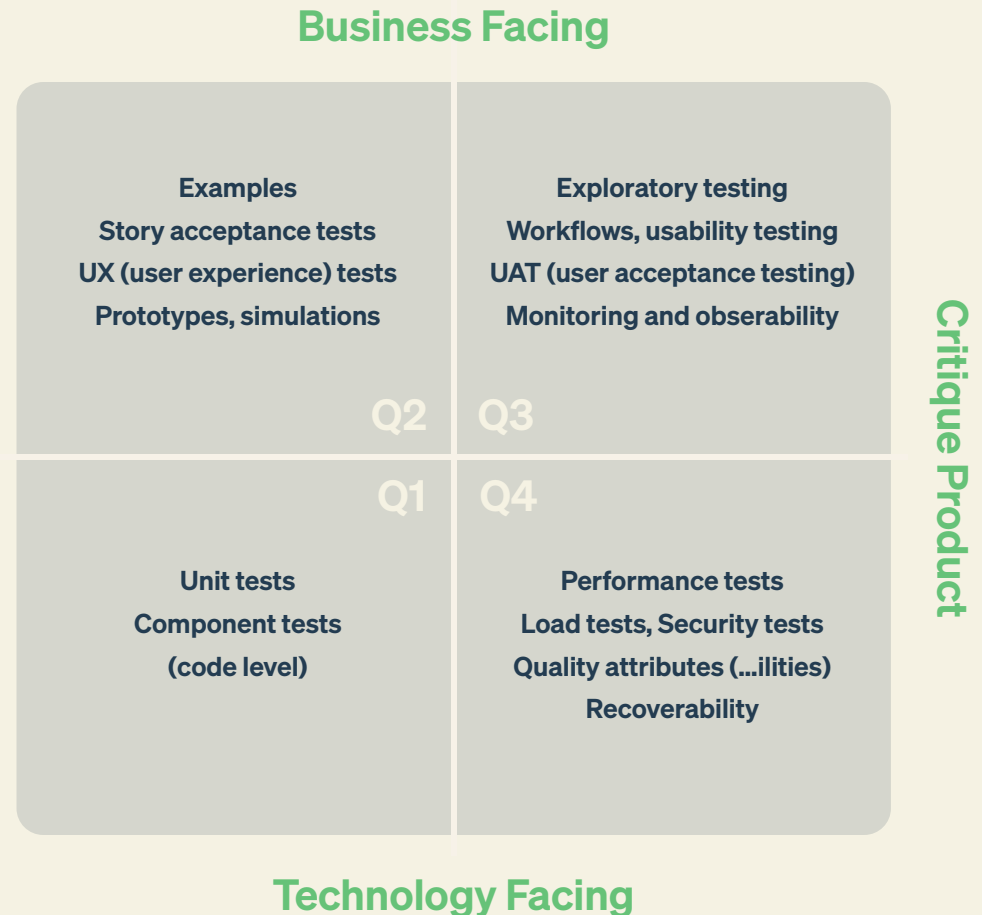 Business Facing
Examples
Story acceptance tests
UX (user experience) tests
Prototypes, simulations
Q2
Exploratory testing
Workflows, usability testing
UAT (user acceptance testing)
Monitoring and obserability
Q3
Critique Product
Q1
Unit tests
Component tests
(code level)
Q4
Performance tests
Load tests, Security tests
Quality attributes (...ilities)
Recoverability
Technology Facing